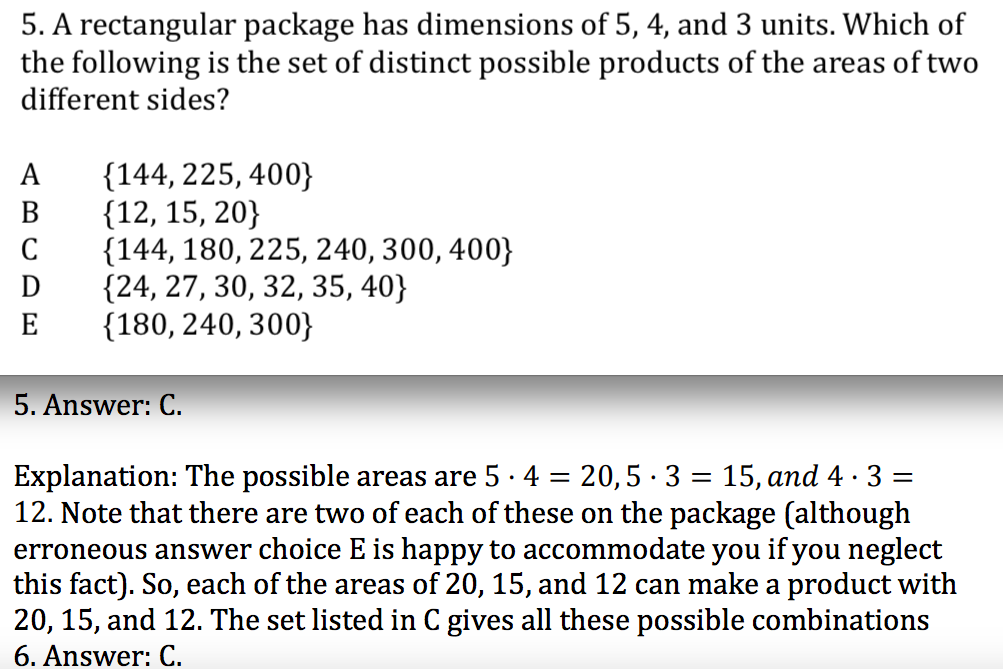 5. A rectangular package has dimensions of 5, 4, and 3 units. Which of
the following is the set of distinct possible products of the areas of two
different sides?
A {144, 225, 400}
B {12, 15, 20}
C {144, 180, 225, 240, 300, 400}
D {24, 27, 30, 32, 35, 40}
E {180, 240, 300}
5. Answer: C.
Explanation: The possible areas are 5 · 4 = 20, 5 · 3 = 15, and 4 · 3 =
12. Note that there are two of each of these on the package (although
erroneous answer choice E is happy to accommodate you if you neglect
this fact). So, each of the areas of 20, 15, and 12 can make a product with
20, 15, and 12. The set listed in C gives all these possible combinations
6. Answer: C.